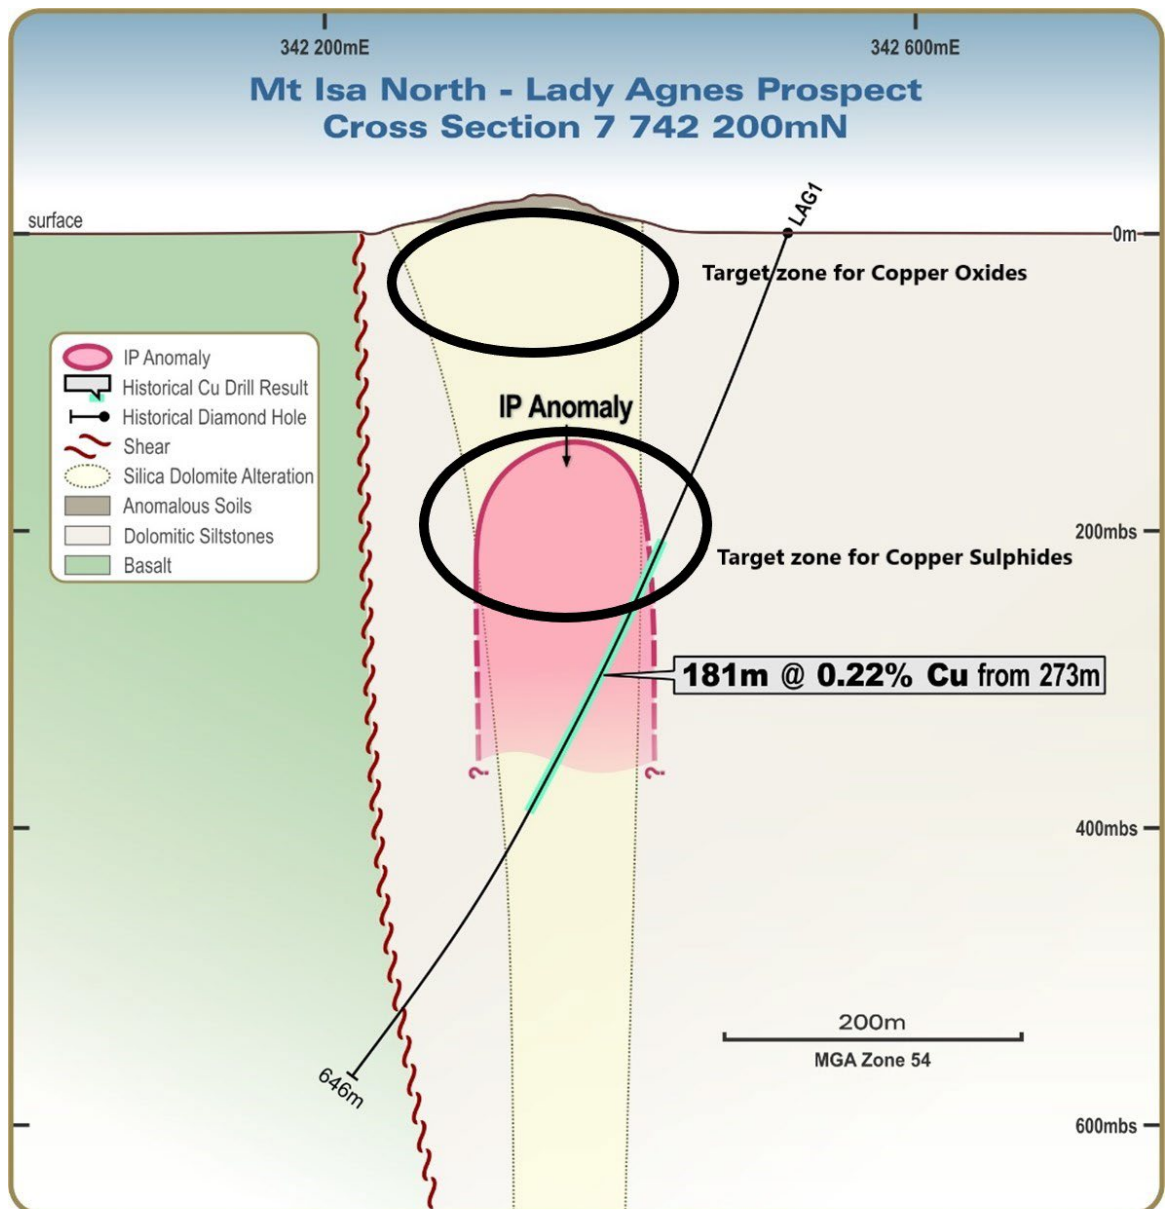 342 200mE
342 600mE
Mt Isa North - Lady Agnes Prospect
Cross Section 7 742 200mN
LAG1
surface
0m
Target zone for Copper Oxides
IP Anomaly
Historical Cu Drill Result
Historical Diamond Hole
Shear
Silica Dolomite Alteration
Anomalous Soils
Dolomitic Siltstones
Basalt
IP Anomaly
200mbs
Target zone for Copper Sulphides
181m @ 0.22% Cu from 273m
?
?
400mbs
200m
MGA Zone 54
646m
600mbs